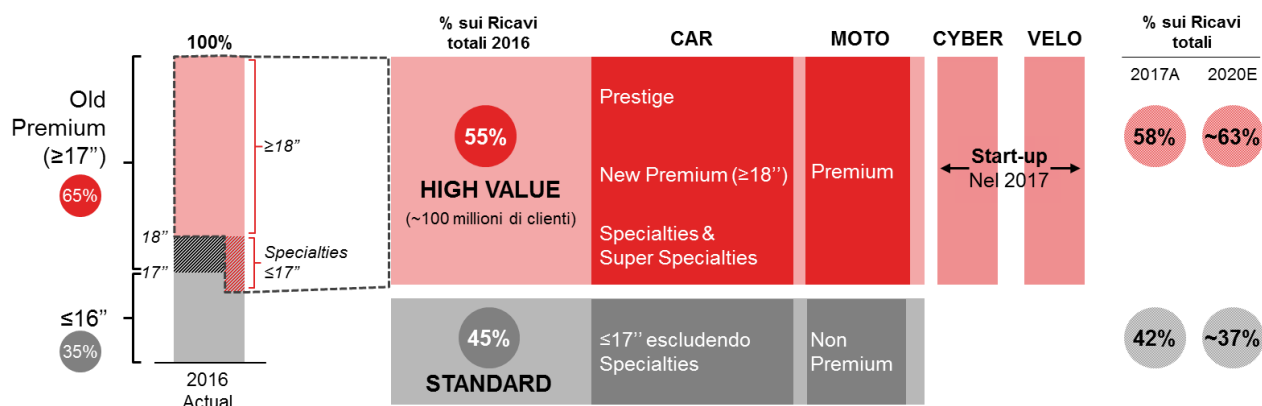 100%
Old
Premium
(≥17”)
65%
≥18”
18”
17”
Specialties
≤17”
≤16”
35%
2016
Actual
% sui Ricavi
totali 2016
CAR
MOTO
CYBER
VELO
55%
HIGH VALUE
(~100 millioni di clienti)
Prestige
New Premium (≥18’’)
Specialties &
Super Specialties
Premium
Start-up
Nel 2017
45%
STANDARD
≤17’’ escludendo
Specialties
Non
Premium
% sui Ricavi
totali
2017A
2020E
58%
~63%
42%
~37%